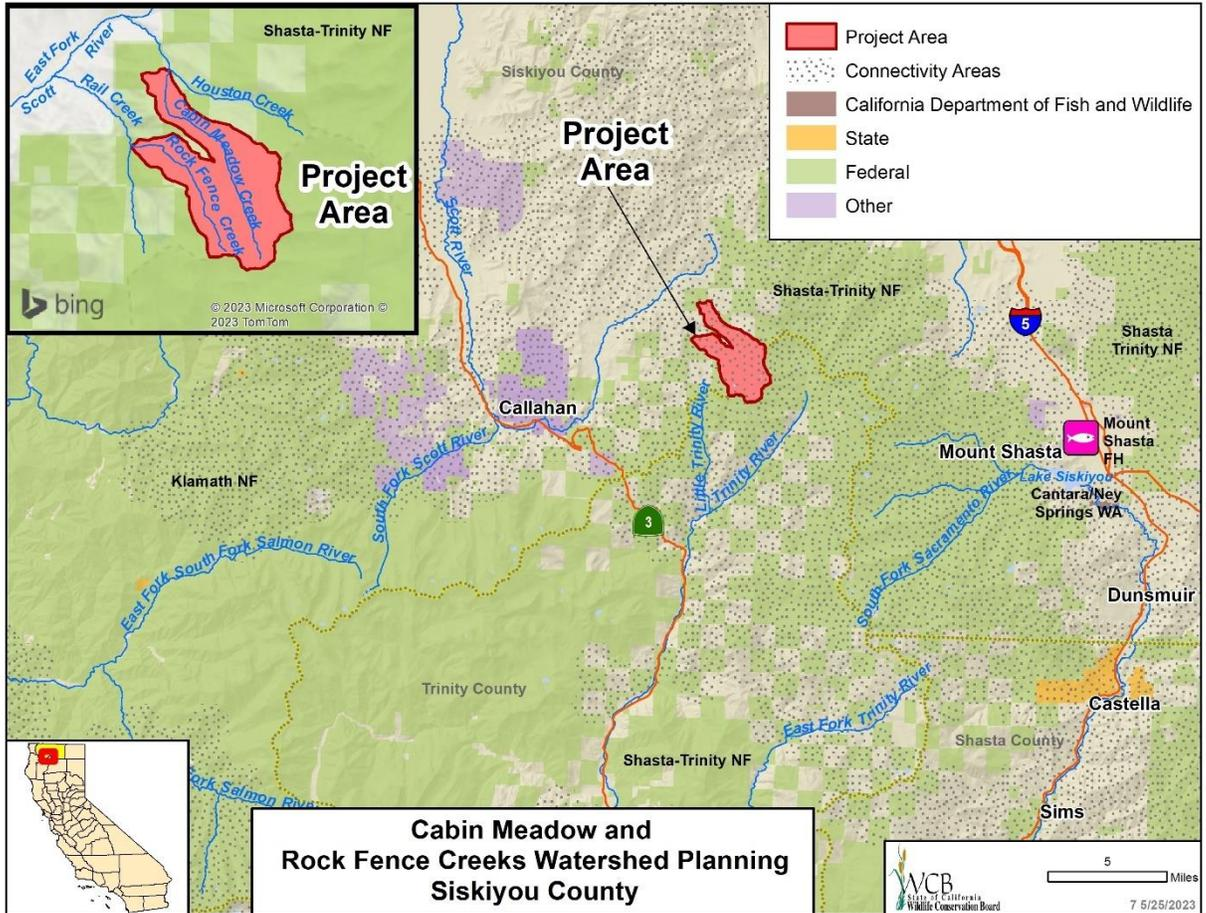 Shasta-Trinity NF
East Fork
Scott
River
Rail Creek
Houston Creek
Cabin Meadow Creek
Rock Fence Creek
Project
Area
bing
© 2023 Microsoft Corporation ©
2023 TomTom
Project Area
Connectivity Areas
California Department of Fish and Wildlife
State
Federal
Other
Siskiyou County
Project
Area
Scott River
Shasta-Trinity NF
5
Shasta
Trinity NF
Callahan
Little Trinity River
Trinity River
South Fork Scott River
Mount Shasta
Mount
Shasta
FH
Lake Siskiyou
Cantara/Ney
Springs WA
Klamath NF
3
South Fork Sacramento River
East Fork South Fork Salmon River
Dunsmuir
Trinity County
East Fork Trinity River
Castella
Shasta County
Shasta-Trinity NF
Sims
Fork Salmon
Cabin Meadow and
Rock Fence Creeks Watershed Planning
Siskiyou County
WCB
State of California
Wildlife Conservation Board
5
Miles
7 5/25/2023